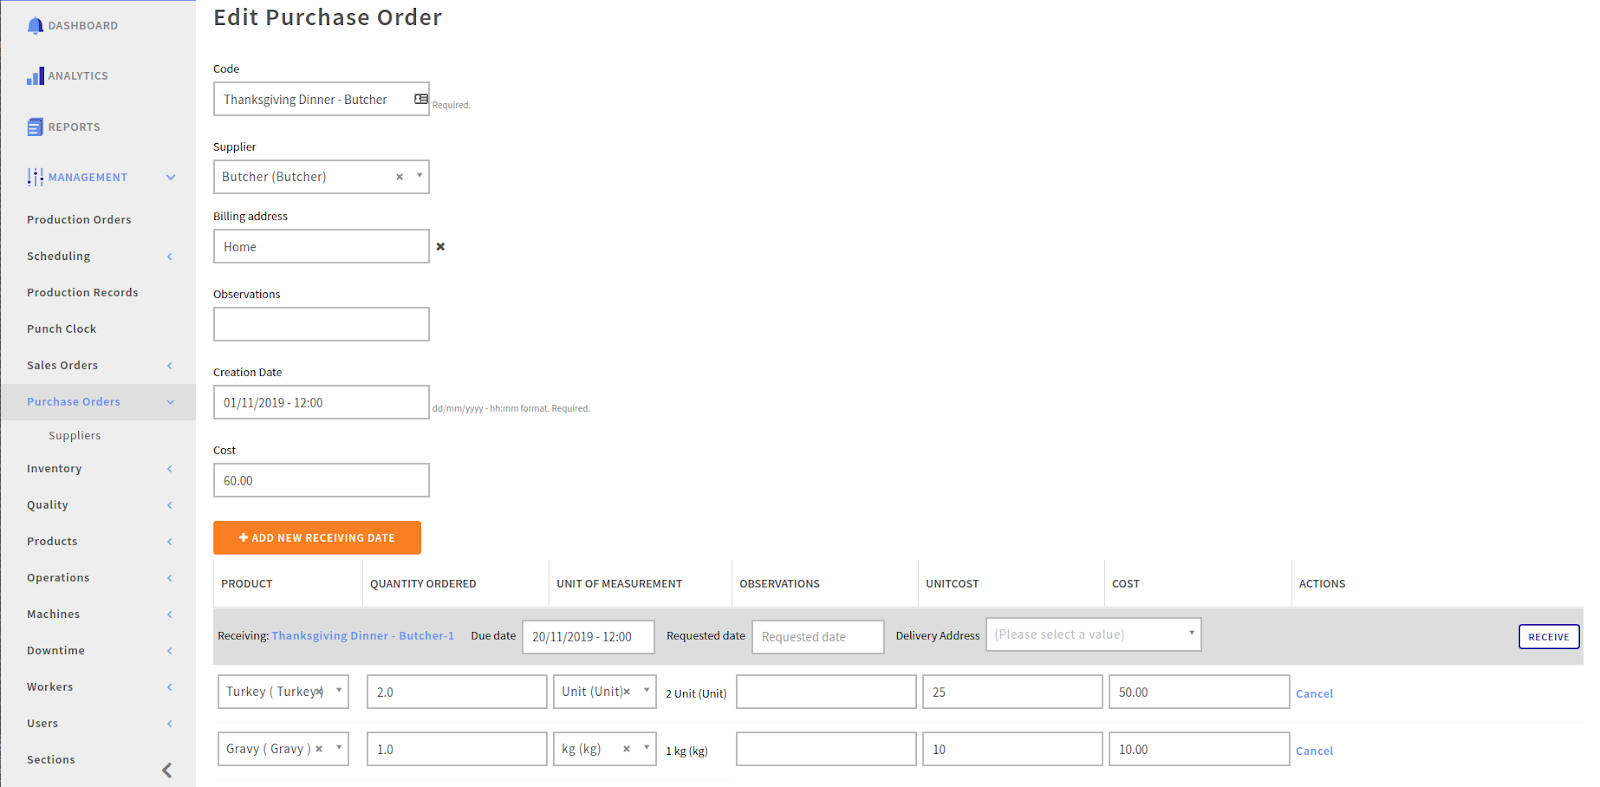 DASHBOARD
ANALYTICS
REPORTS
MANAGEMENT
Production Orders
Scheduling
Production Records
Punch Clock
Sales Orders
Purchase Orders
Suppliers
Inventory
Quality
Products
Operations
Machines
Downtime
Workers
Users
Sections
Edit Purchase Order
Code
Thanksgiving Dinner - Butcher
Required.
Supplier
Butcher (Butcher)
Billing address
Home
Observations
Creation Date
01/11/2019 - 12:00
dd/mm/yyyy - hh:mm format. Required.
Cost
60.00
ADD NEW RECEIVING DATE
PRODUCT QUANTITY ORDERED UNIT OF MEASUREMENT OBSERVATIONS UNITCOST COST ACTIONS
Receiving: Thanksgiving Dinner - Butcher-1 Due date 20/11/2019 - 12:00 Requested date Requested date Delivery Address (Please select a value) RECEIVE
Turkey ( Turkey) 2.0 Unit (Unit) 2 Unit (Unit) 25 50.00 Cancel
Gravy ( Gravy ) 1.0 kg (kg) 1 kg (kg) 10 10.00 Cancel